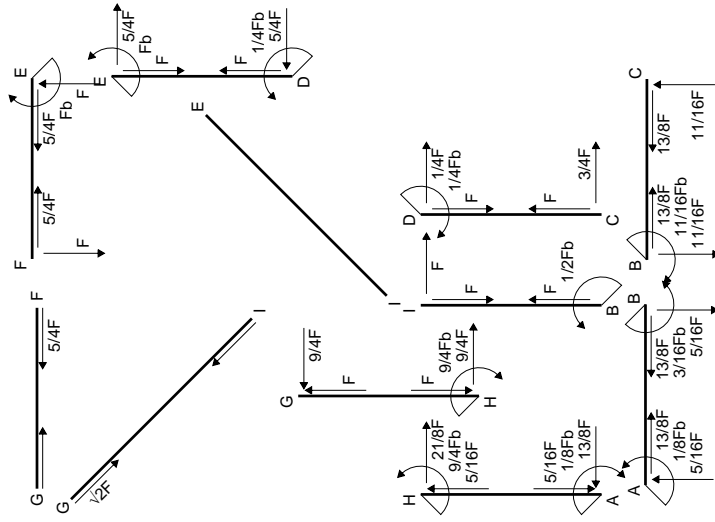 G
F
5/4F
F
E
5/4F
5/4F
Fb
F
F
G
I
√2F
E
D
5/4F
Fb
F
F
1/4Fb
5/4F
E
I
G
H
9/4F
F
F
9/4Fb
9/4F
H
A
21/8F
9/4Fb
5/16F
5/16F
1/8Fb
13/8F
D
C
1/4F
1/4Fb
F
F
3/4F
I
B
F
F
F
1/2Fb
A
B
13/8F
1/8Fb
5/16F
13/8F
3/16Fb
5/16F
B
C
13/8F
11/16Fb
11/16F
13/8F
11/16F